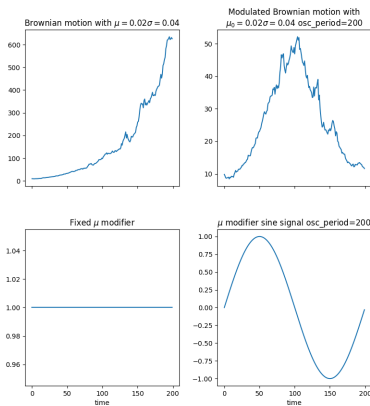 Brownian motion with μ = 0.02σ = 0.04
600
500
400
300
200
100
0
Modulated Brownian motion with
μ₀ = 0.02σ = 0.04 osc_period=200
50
40
30
20
10
Fixed μ modifier
1.04
1.02
1.00
0.98
0.96
0 50 100 150 200
time
μ modifier sine signal osc_period=200
1.00
0.75
0.50
0.25
0.00
−0.25
−0.50
−0.75
−1.00
0 50 100 150 200
time